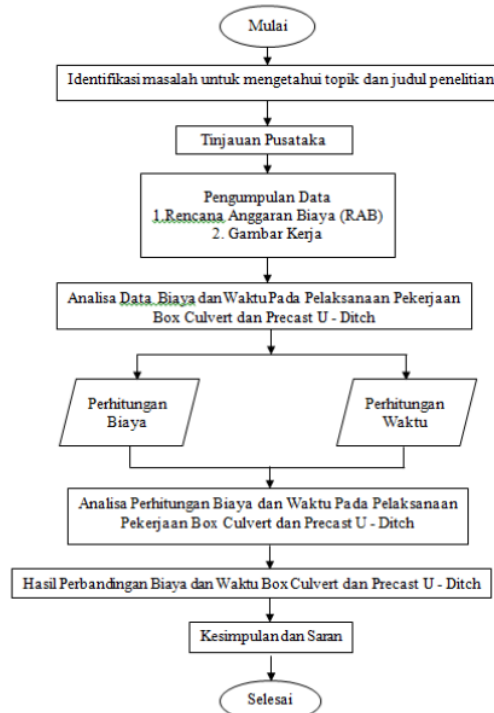 Mulai
Identifikasi masalah untuk mengetahui topik dan judul penelitian
Tinjauan Pusataka
Pengumpulan Data
1.Rencana Anggaran Biaya (RAB)
2. Gambar Kerja
Analisa Data Biaya dan Waktu Pada Pelaksanaan Pekerjaan
Box Culvert dan Precast U - Ditch
Perhitungan
Biaya
Perhitungan
Waktu
Analisa Perhitungan Biaya dan Waktu Pada Pelaksanaan
Pekerjaan Box Culvert dan Precast U - Ditch
Hasil Perbandingan Biaya dan Waktu Box Culvert dan Precast U - Ditch
Kesimpulan dan Saran
Selesai